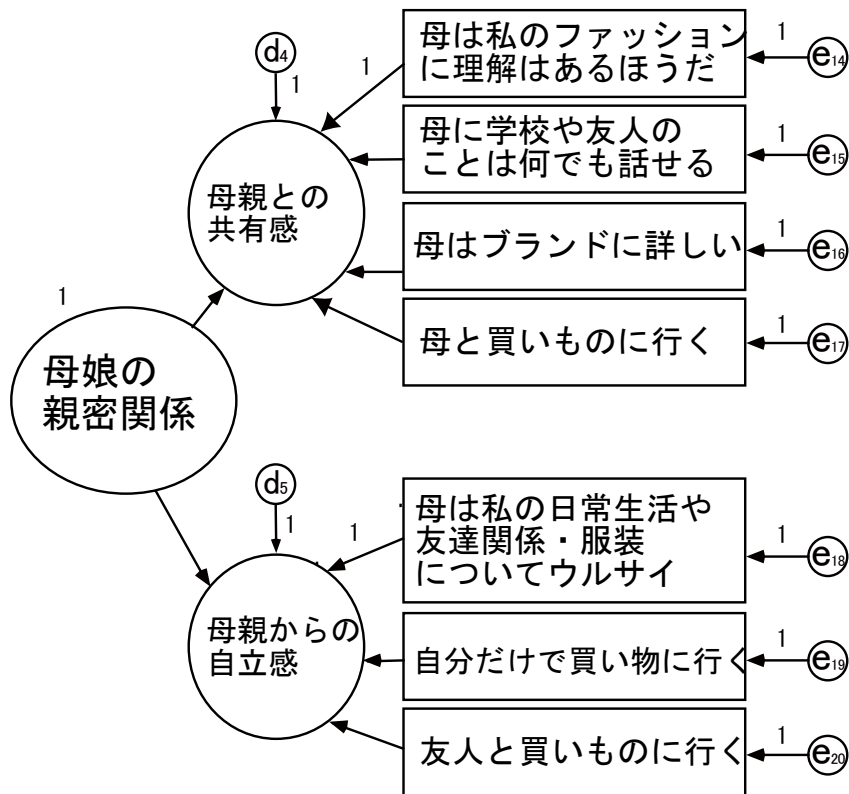 母は私のファッション
に理解はあるほうだ
1
e14
d4
1
1
母に学校や友人の
ことは何でも話せる
1
e15
母親との
共有感
母はブランドに詳しい
1
e16
1
母と買いものに行く
1
e17
母娘の
親密関係
d5
1
1
母は私の日常生活や
友達関係・服装
についてウルサイ
1
e18
母親からの
自立感
自分だけで買い物に行く
1
e19
友人と買いものに行く
1
e20